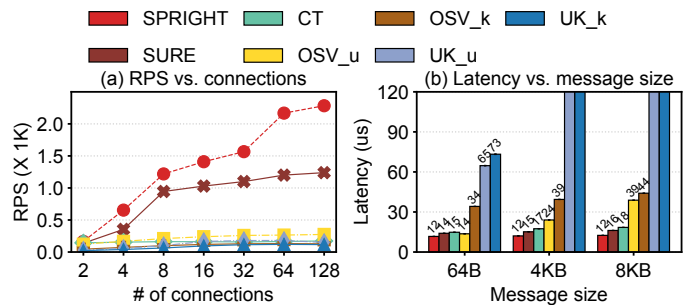 SPRIGHT CT OSV_k UK_k
SURE OSV_u UK_u
(a) RPS vs. connections
RPS (X 1K)
2.0
1.5
1.0
0.5
0.0
2 4 8 16 32 64 128
# of connections
(b) Latency vs. message size
Latency (us)
120
90
60
30
0
12 14 15 14 34 65 73
12 15 17 24 39
12 16 18 39 44
64B 4KB 8KB
Message size